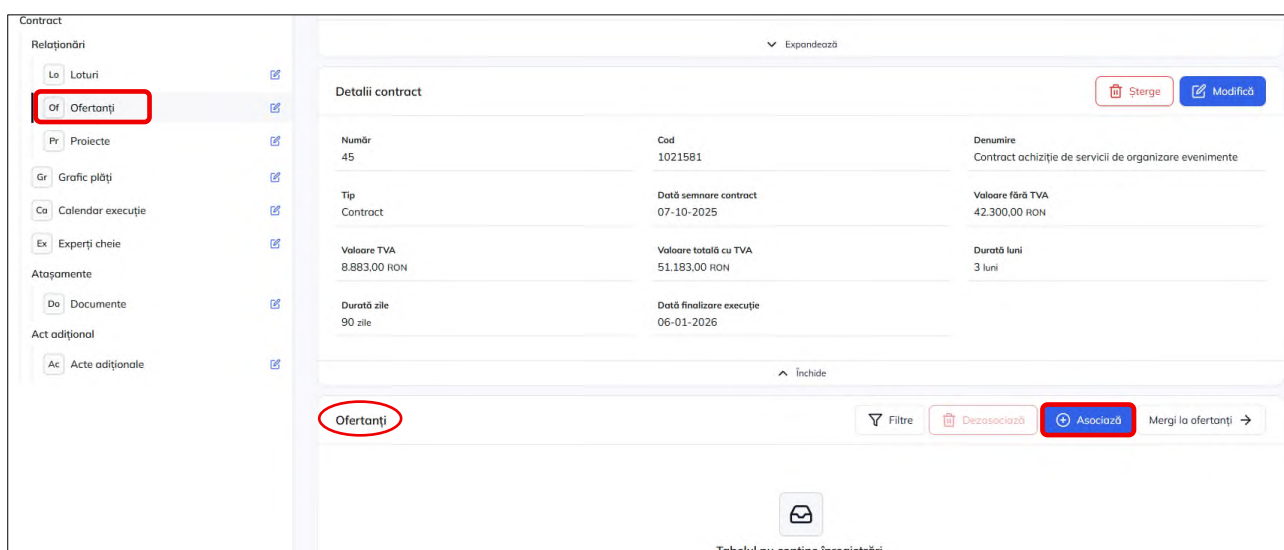 Contract
Relaționări
Lo Loturi
Of Ofertanți
Pr Proiecte
Gr Grafic plăți
Ca Calendar execuție
Ex Experți cheie
Atașamente
Do Documente
Act adițional
Ac Acte adiționale
Expandează
Detalii contract
Șterge
Modifică
Număr Cod Denumire
45 1021581 Contract achiziție de servicii de organizare evenimente
Tip Dată semnare contract Valoare fără TVA
Contract 07-10-2025 42.300,00 RON
Valoare TVA Valoare totală cu TVA Durată luni
8.883,00 RON 51.183,00 RON 3 luni
Durată zile Dată finalizare execuție
90 zile 06-01-2026
Închide
Ofertanți
Filtre
Dezasociază
Asociază
Mergi la ofertanți
Tabelul nu conține înregistrări